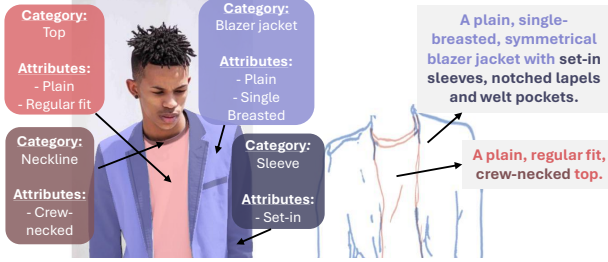 Category:
Top
Attributes:
- Plain
- Regular fit
Category:
Blazer jacket
Attributes:
- Plain
- Single
Breasted
Category:
Neckline
Attributes:
- Crew-
necked
Category:
Sleeve
Attributes:
- Set-in
A plain, single-
breasted, symmetrical
blazer jacket with set-in
sleeves, notched lapels
and welt pockets.
A plain, regular fit,
crew-necked top.